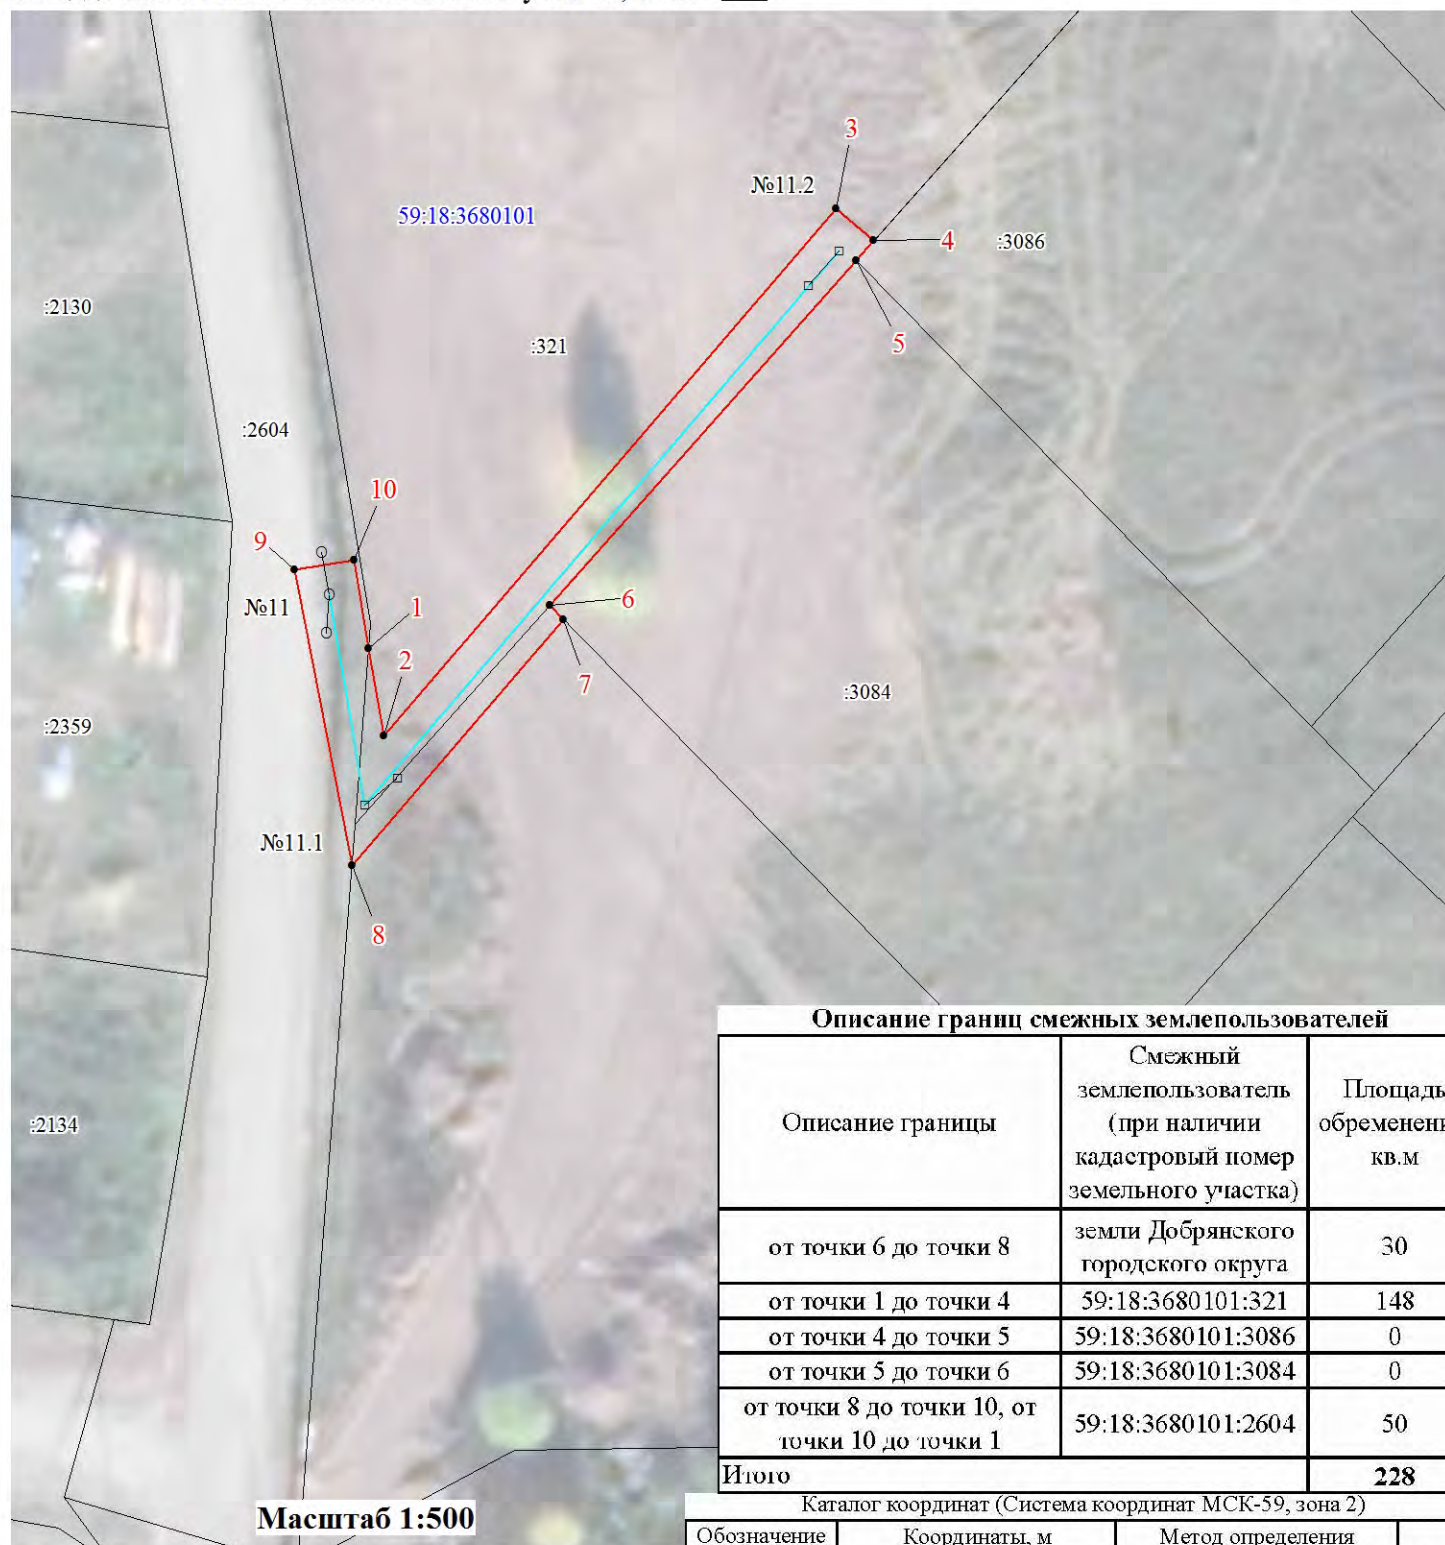 3
№11.2
59:18:3680101
4
:3086
:2130
5
:321
:2604
10
9
6
№11
1
2
7
:3084
:2359
№11.1
8
Описание границ смежных землепользователей
Описание границы
Смежный
землепользователь
(при наличии
кадастровый номер
земельного участка)
Площадь
обременени
кв.м
:2134
от точки 6 до точки 8
земли Добрянского
городского округа
30
от точки 1 до точки 4 59:18:3680101:321 148
от точки 4 до точки 5 59:18:3680101:3086 0
от точки 5 до точки 6 59:18:3680101:3084 0
от точки 8 до точки 10, от
точки 10 до точки 1
59:18:3680101:2604 50
Итого 228
Масштаб 1:500
Каталог координат (Система координат МСК-59, зона 2)
Обозначение Координаты, м Метод определения